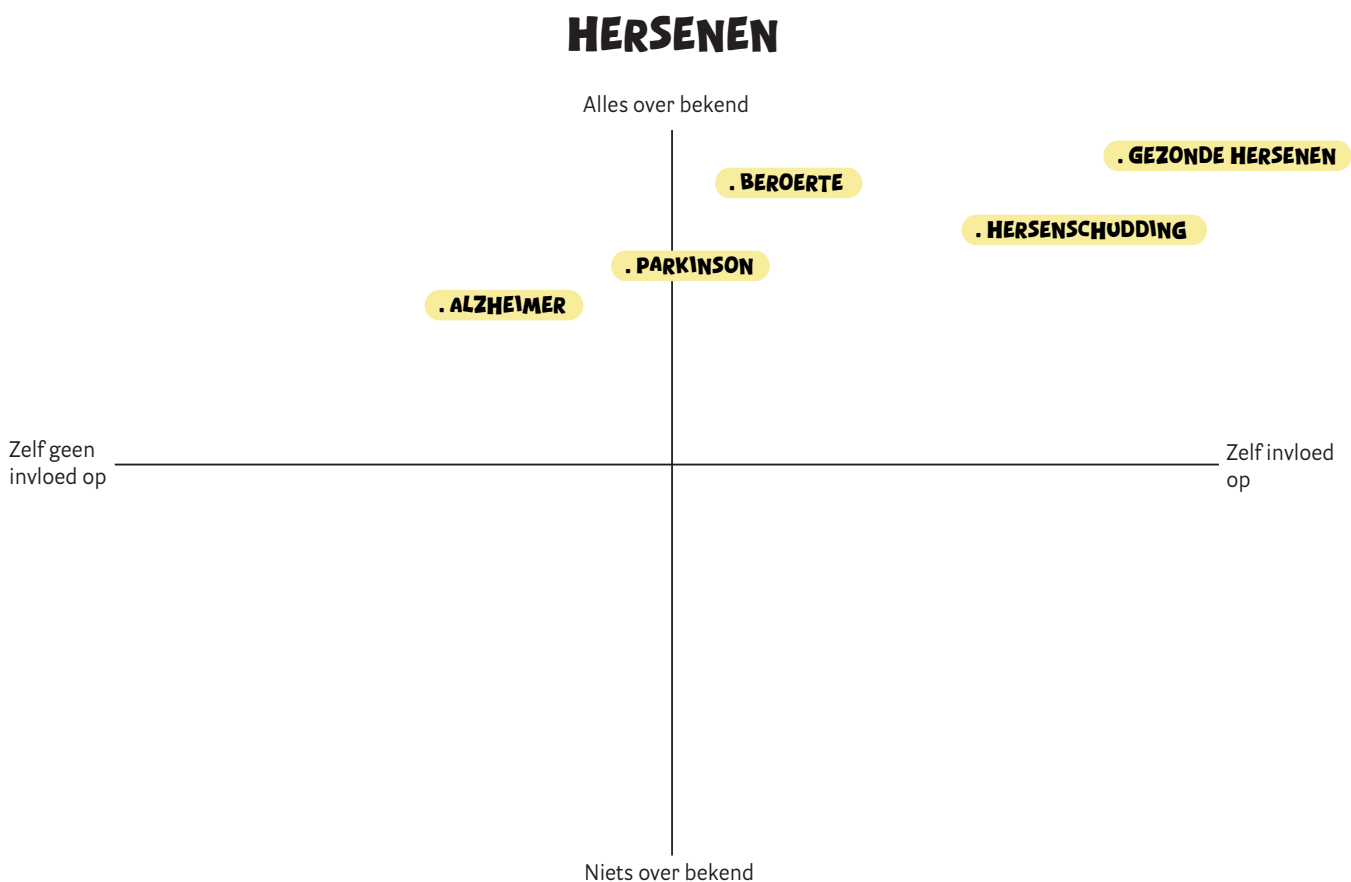 HERSENEN
Alles over bekend
. GEZONDE HERSENEN
. BEROERTE
. HERSENSCHUDDING
. PARKINSON
. ALZHEIMER
Zelf geen
invloed op
Zelf invloed
op
Niets over bekend